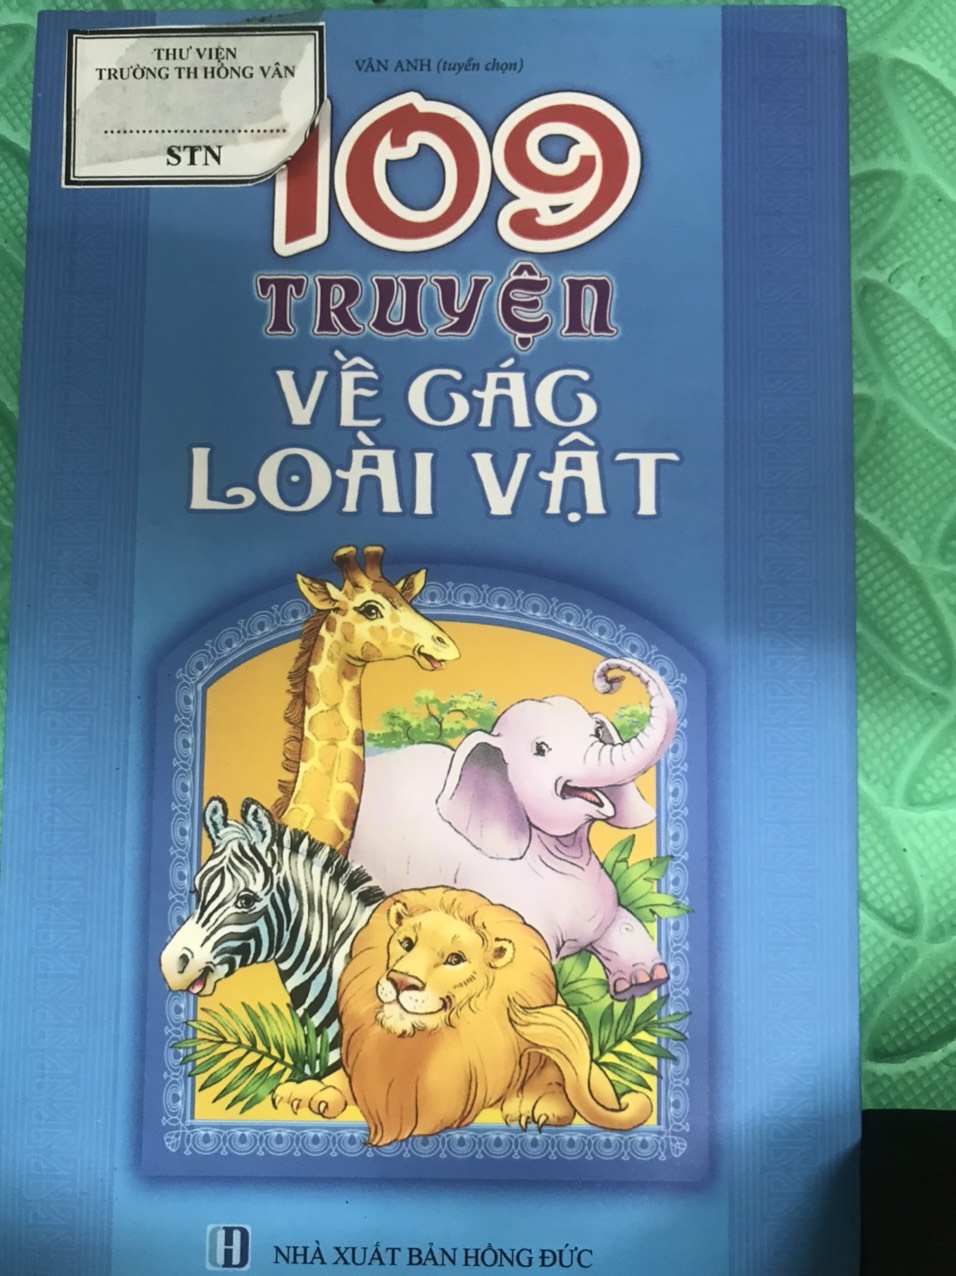 THƯ VIỆN
TRƯỜNG TH HỒNG VÂN
..............................
STN
VÂN ANH (tuyển chọn)
109
TRUYỆN
VỀ CÁC
LOÀI VẬT
NHÀ XUẤT BẢN HỒNG ĐỨC